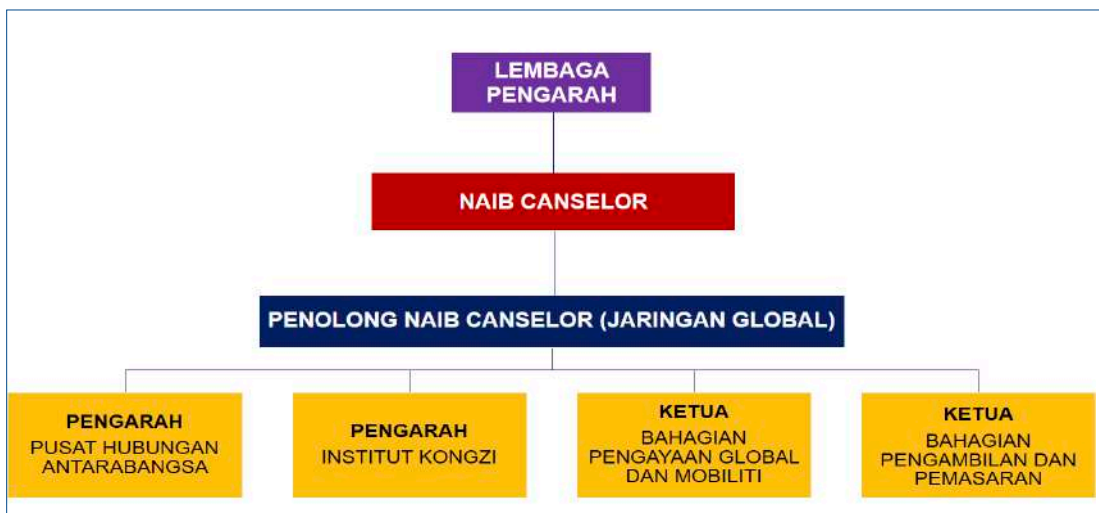 LEMBAGA
PENGARAH
NAIB CANSELOR
PENOLONG NAIB CANSELOR (JARINGAN GLOBAL)
PENGARAH
PUSAT HUBUNGAN
ANTARABANGSA
PENGARAH
INSTITUT KONGZI
KETUA
BAHAGIAN
PENGAYAAN GLOBAL
DAN MOBILITI
KETUA
BAHAGIAN
PENGAMBILAN DAN
PEMASARAN